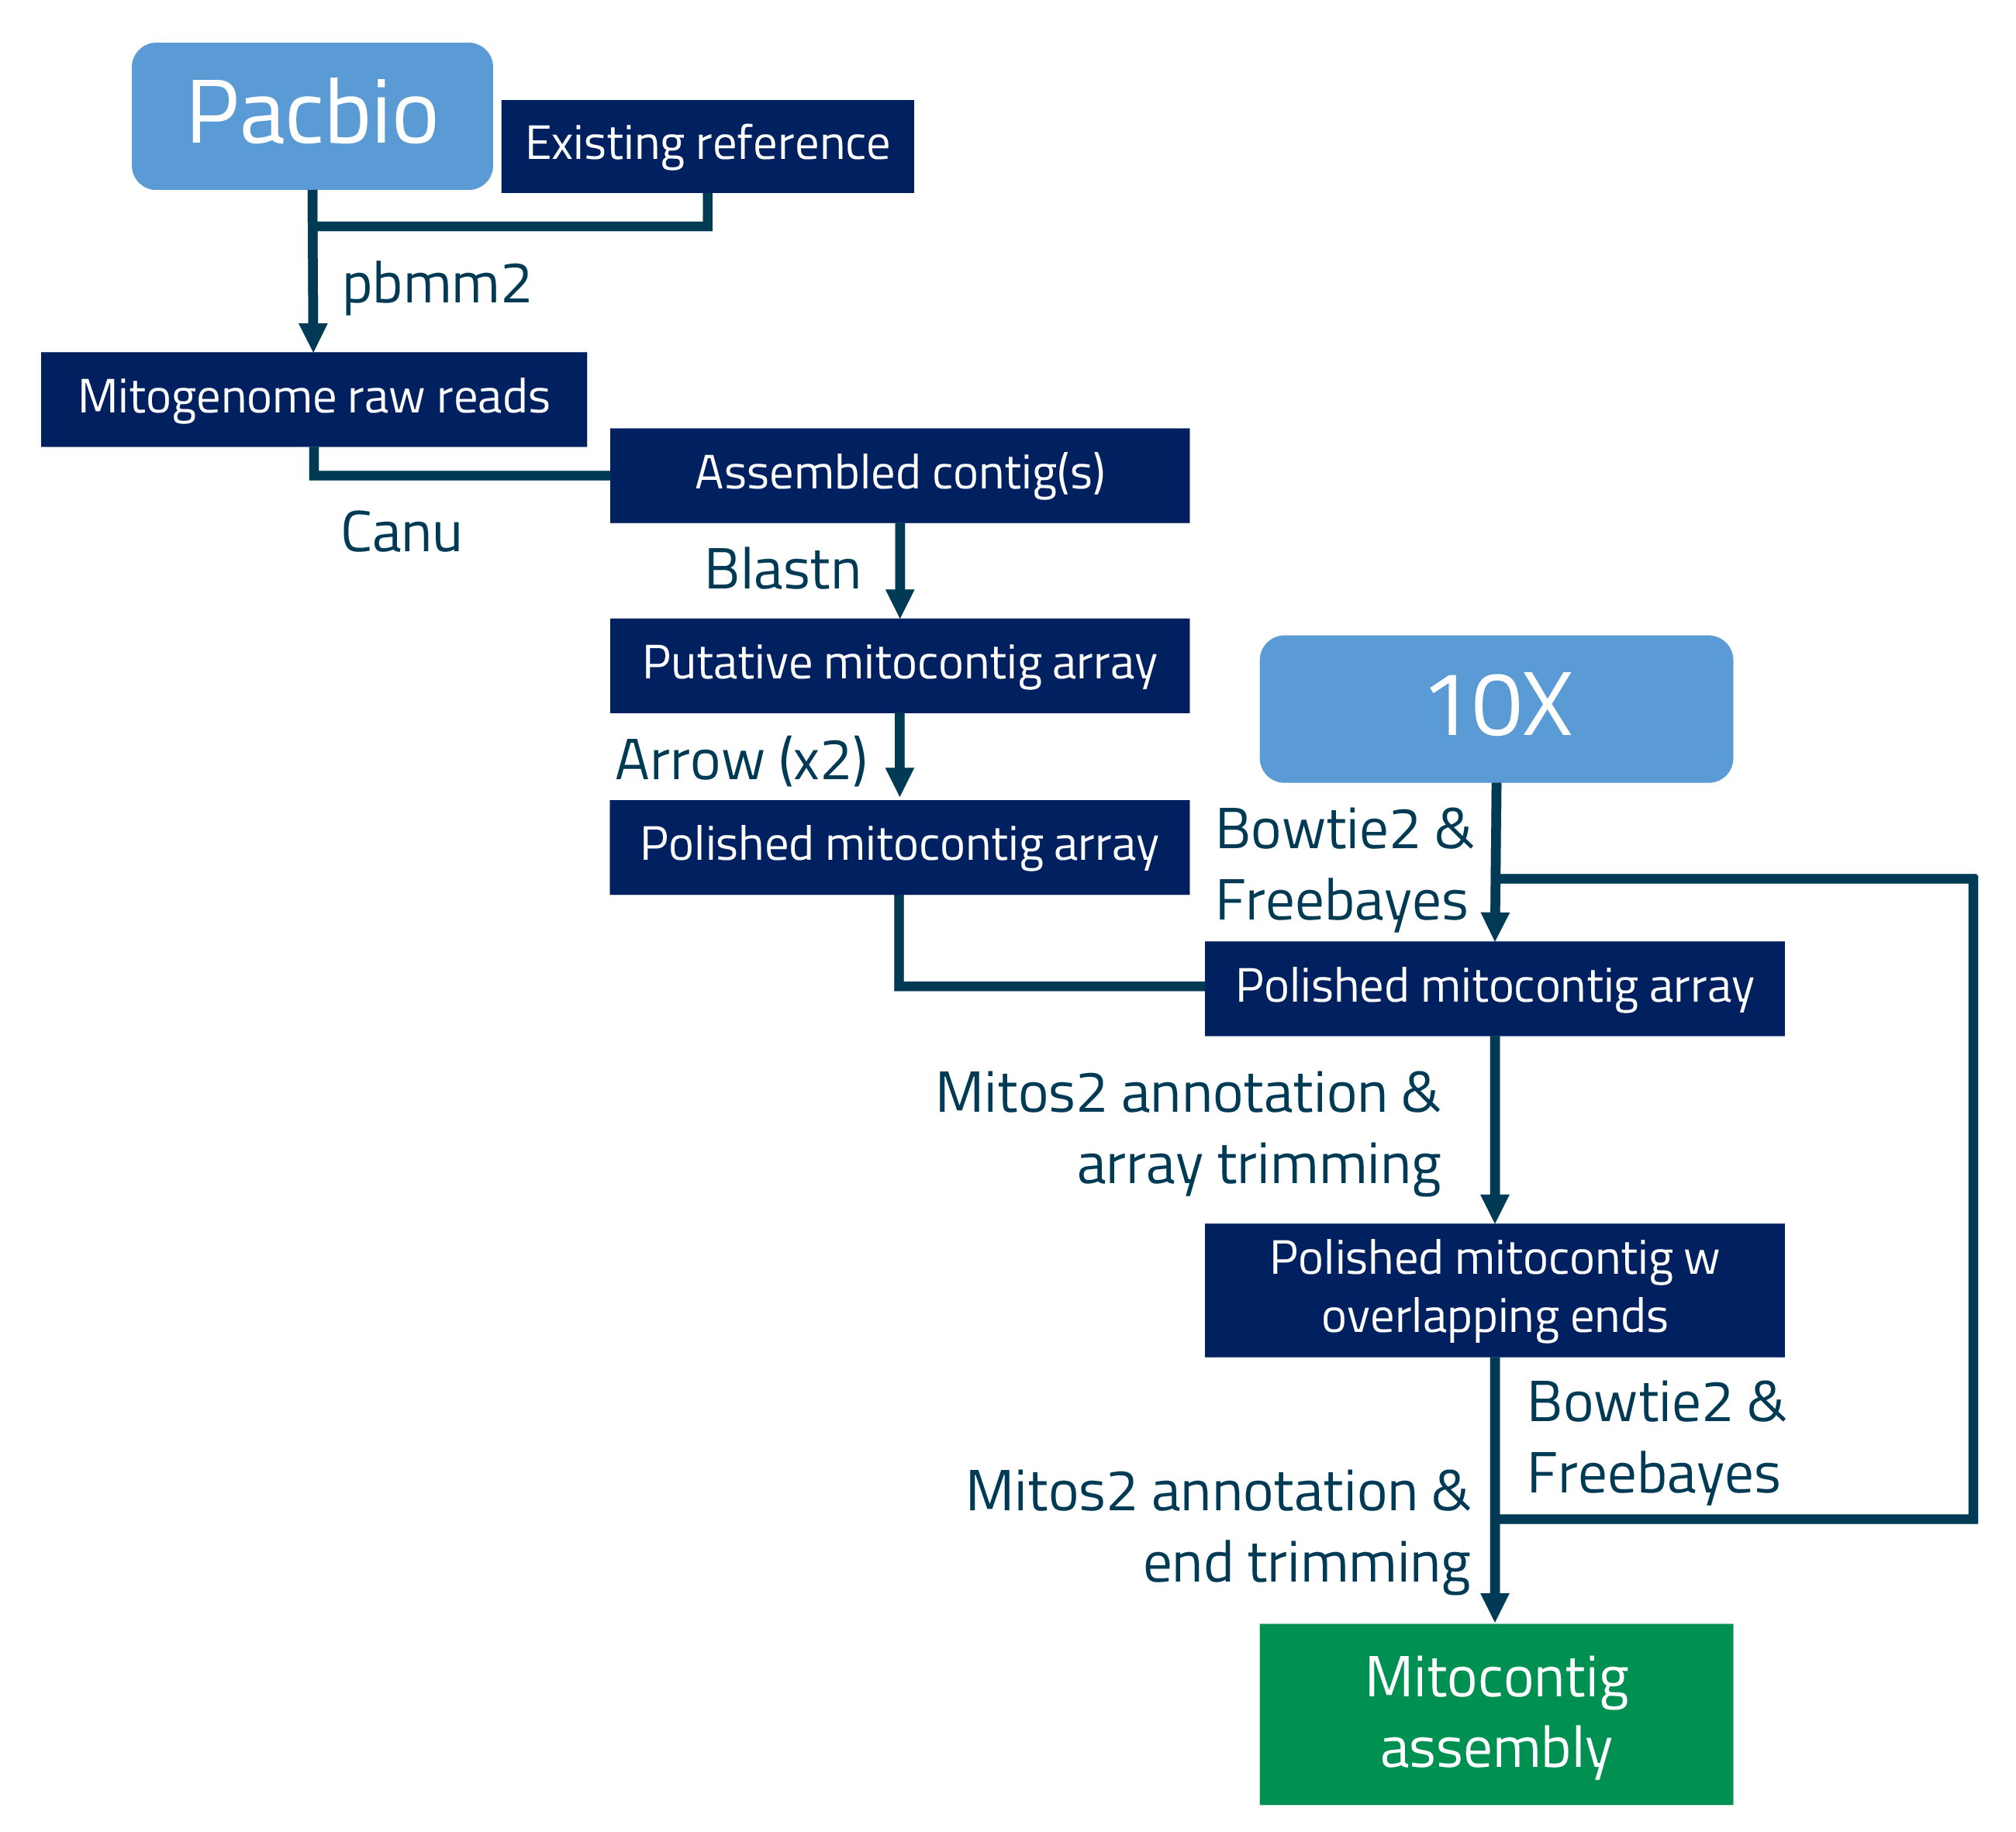 Pacbio
Existing reference
pbmm2
Mitogenome raw reads
Canu
Assembled contig(s)
Blastn
Putative mitocontig array
Arrow (x2)
Polished mitocontig array
10X
Bowtie2 &
Freebayes
Polished mitocontig array
Mitos2 annotation &
array trimming
Polished mitocontig w
overlapping ends
Bowtie2 &
Freebayes
Mitos2 annotation &
end trimming
Mitocontig
assembly